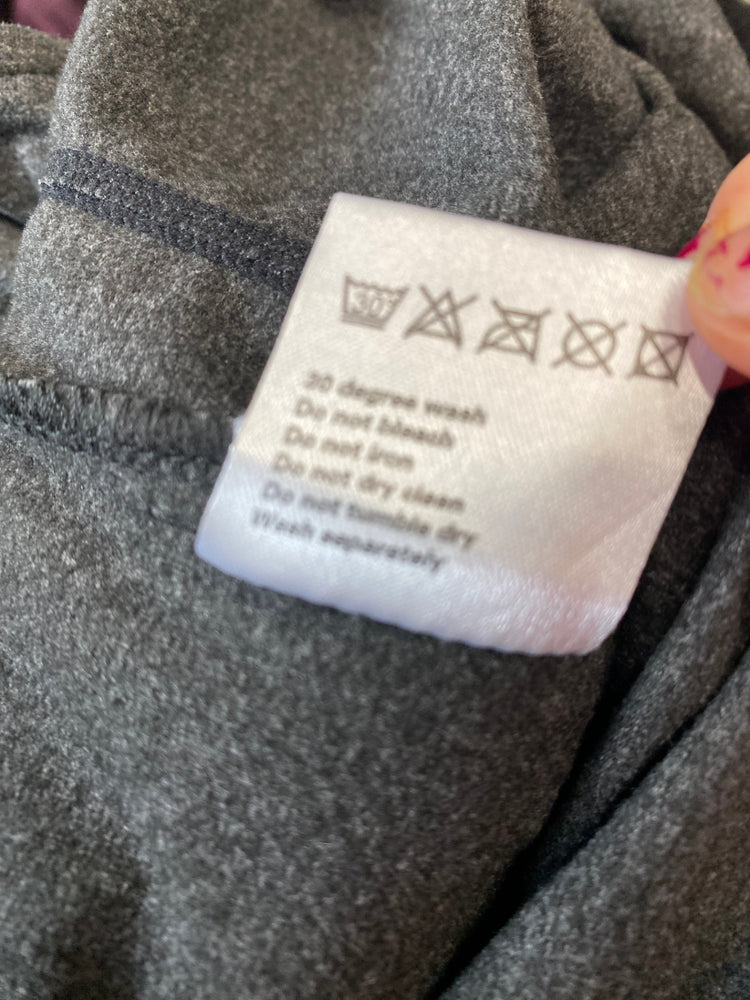 30°
20 degree wash
Do not bleach
Do not iron
Do not dry clean
Do not tumble dry
Wash separately